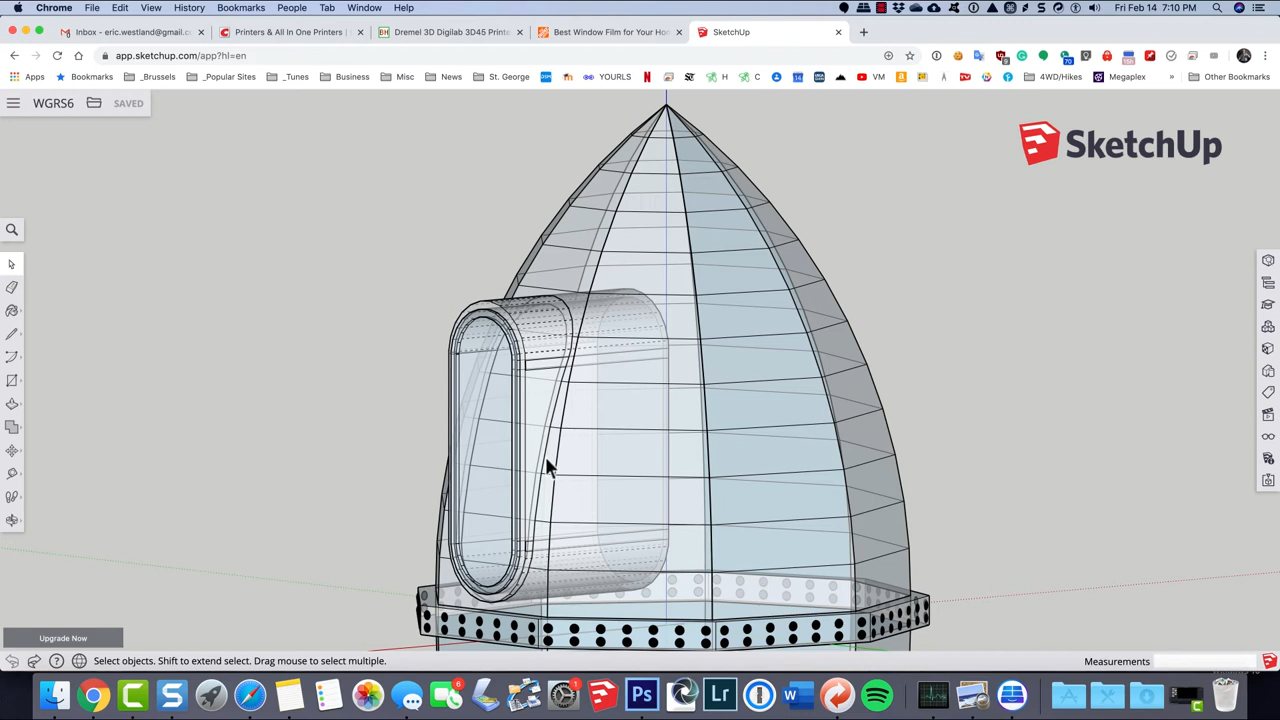 Chrome File Edit View History Bookmarks People Tab Window Help Fri Feb 14 7:10 PM
Inbox - eric.westland@gmail.c Printers & All In One Printers | Dremel 3D Digilab 3D45 Printe Best Window Film for Your Hom SketchUp
app.sketchup.com/app?hl=en
Apps Bookmarks _Brussels _Popular Sites _Tunes Business Misc News St. George YOURLS H C VM TV 4WD/Hikes Megaplex Other Bookmarks
WGRS6 SAVED
SketchUp
Upgrade Now
Select objects. Shift to extend select. Drag mouse to select multiple. Measurements